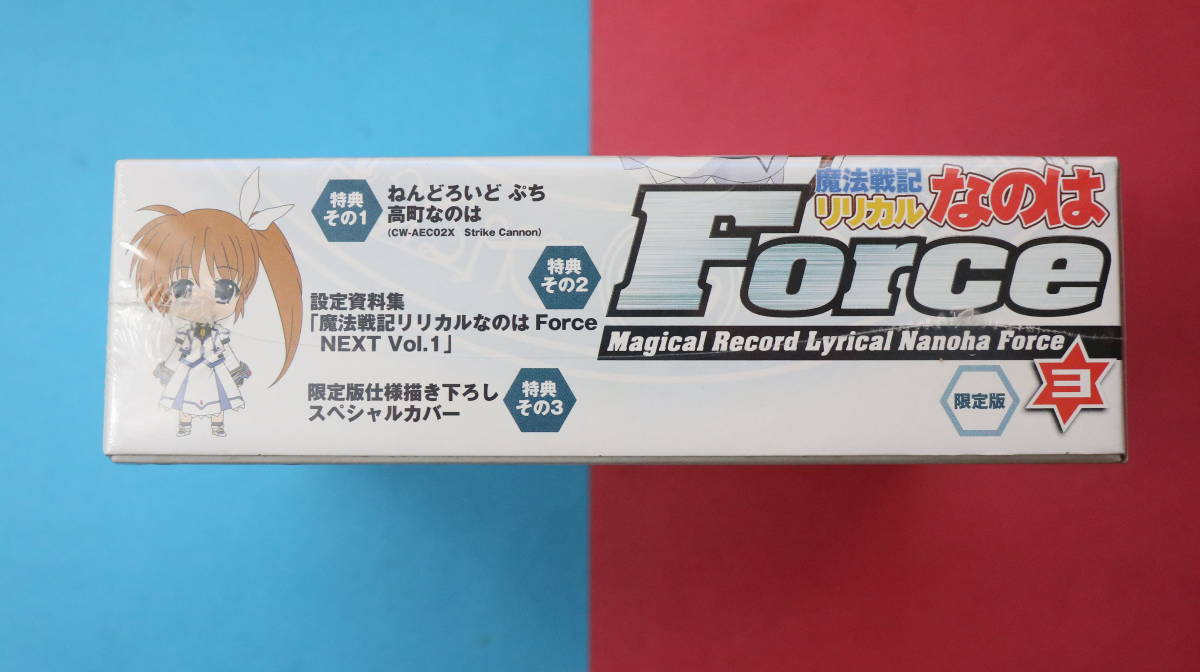 特典
その1
ねんどろいど ぷち
高町なのは
(CW-AEC02X Strike Cannon)
特典
その2
設定資料集
「魔法戦記リリカルなのは Force
NEXT Vol.1」
限定版仕様描き下ろし
スペシャルカバー
特典
その3
魔法戦記
リリカル
なのは
Force
Magical Record Lyrical Nanoha Force
限定版
3